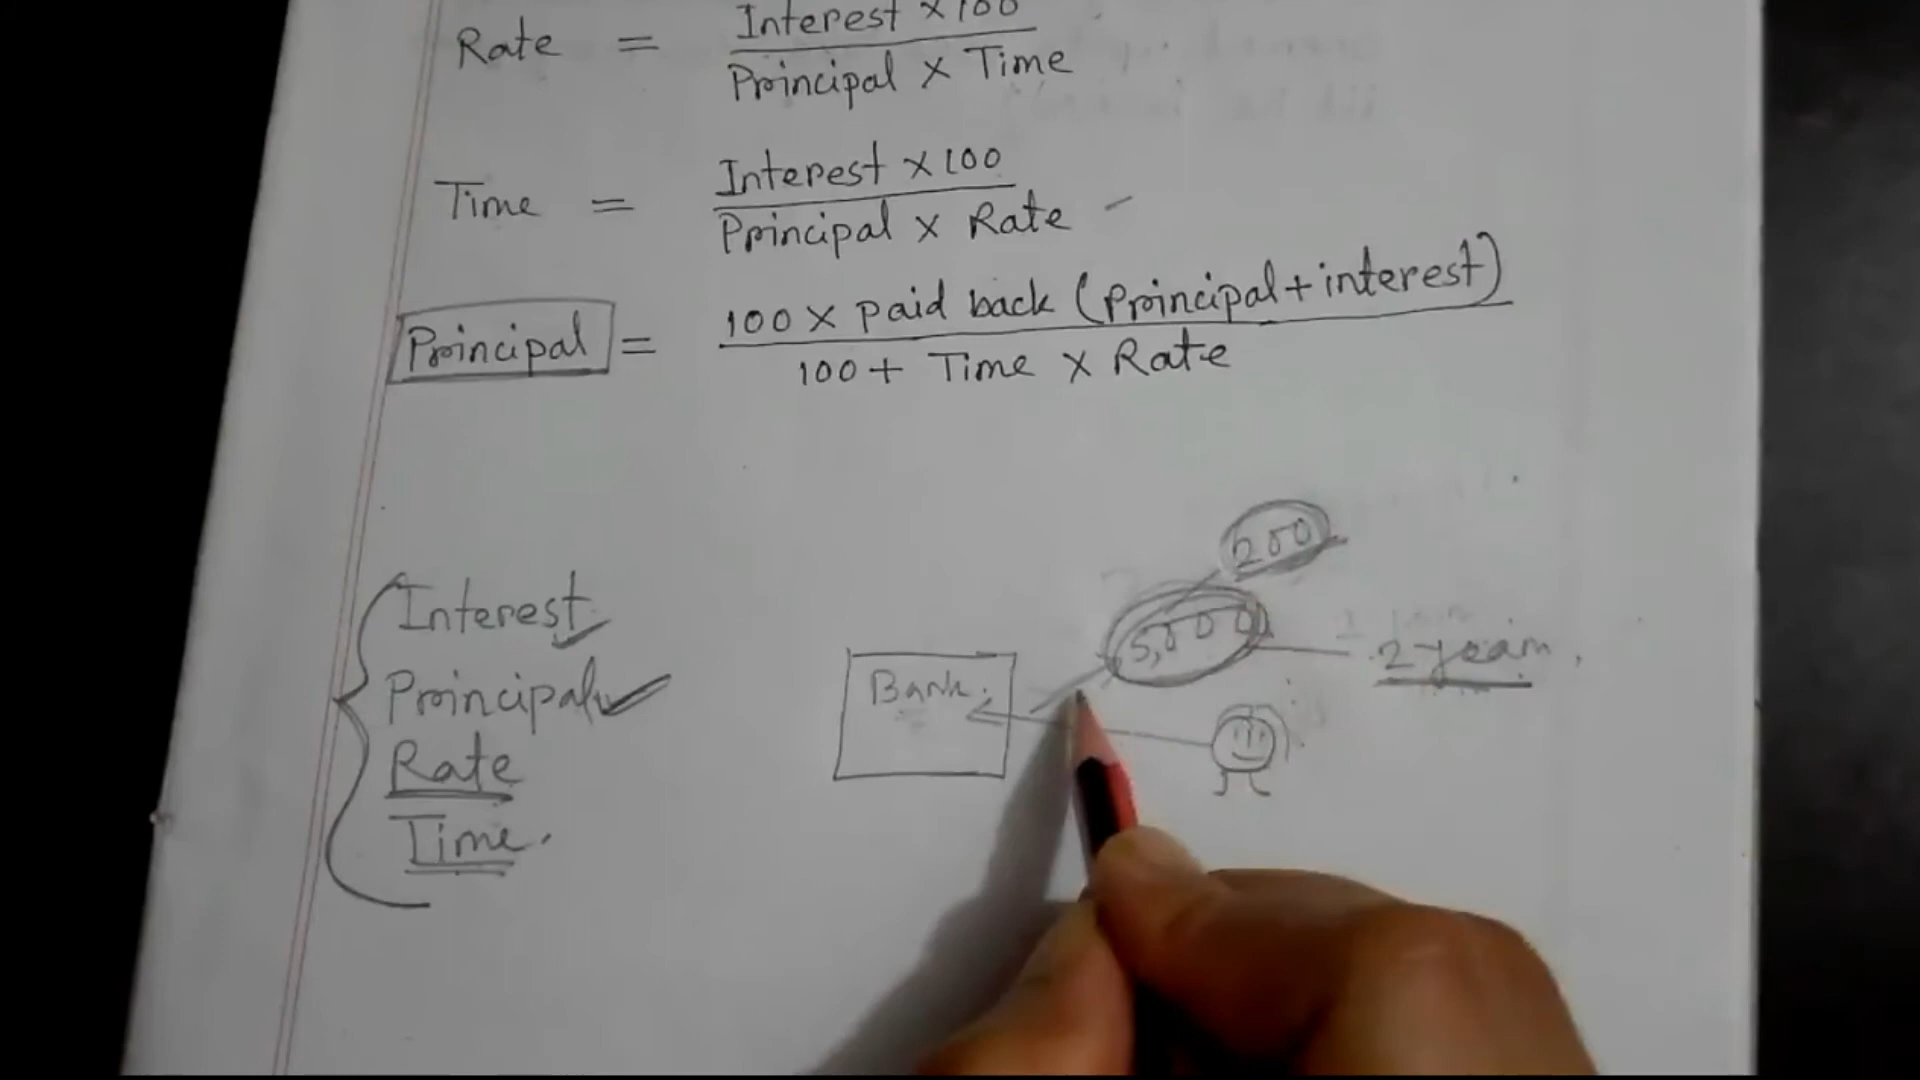 Rate = Interest × 100
Principal × Time
Time = Interest × 100
Principal × Rate
Principal = 100 × Paid back (Principal + interest)
100 + Time × Rate
200
Interest
5,000
2 years.
Principal
Bank.
Rate
Time.